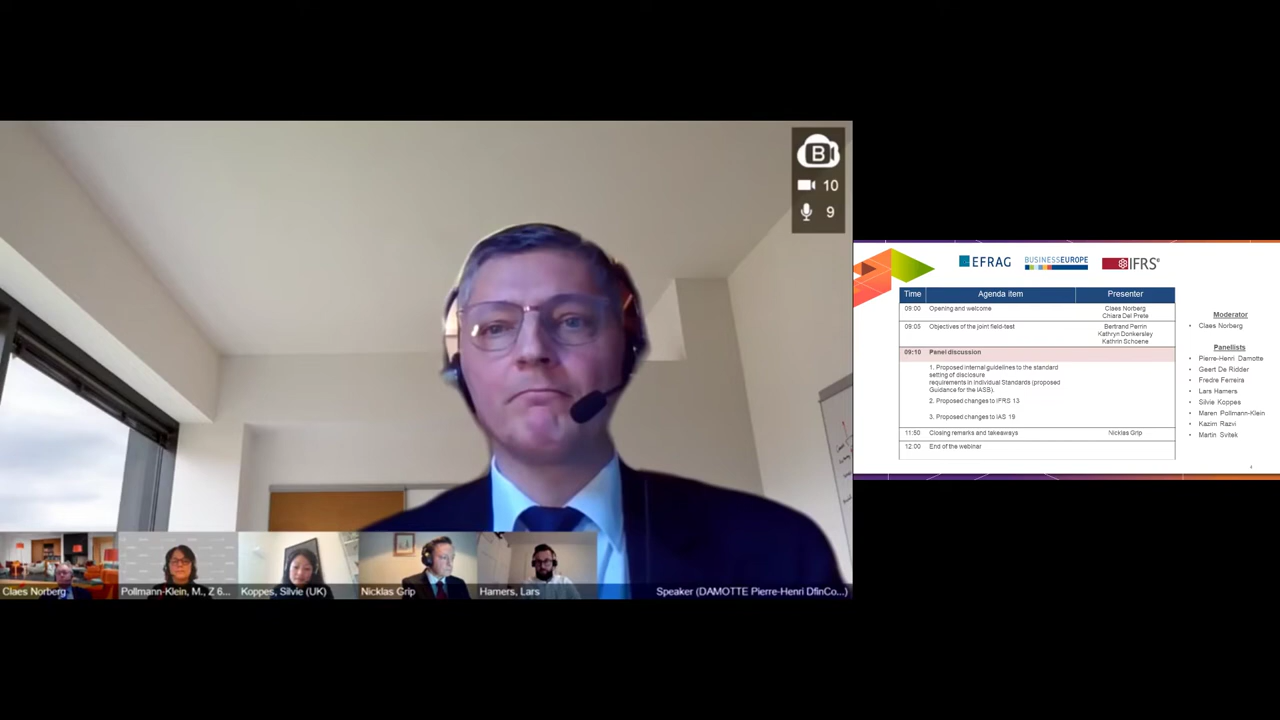 B
10
9
Claes Norberg
Pollmann-Klein, M., Z 6...
Koppes, Silvie (UK)
Nicklas Grip
Hamers, Lars
Speaker (DAMOTTE Pierre-Henri DfinCo...)
EFRAG
BUSINESSEUROPE
IFRS®
Time Agenda item Presenter
09:00 Opening and welcome Claes Norberg
Chiara Del Prete
09:05 Objectives of the joint field-test Bertrand Perrin
Kathryn Donkersley
Kathrin Schoene
09:10 Panel discussion
1. Proposed internal guidelines to the standard
setting of disclosure
requirements in individual Standards (proposed
Guidance for the IASB).
2. Proposed changes to IFRS 13
3. Proposed changes to IAS 19
11:50 Closing remarks and takeaways Nicklas Grip
12:00 End of the webinar
Moderator
• Claes Norberg
Panellists
• Pierre-Henri Damotte
• Geert De Ridder
• Fredre Ferreira
• Lars Hamers
• Silvie Koppes
• Maren Pollmann-Klein
• Kazim Razvi
• Martin Svitek